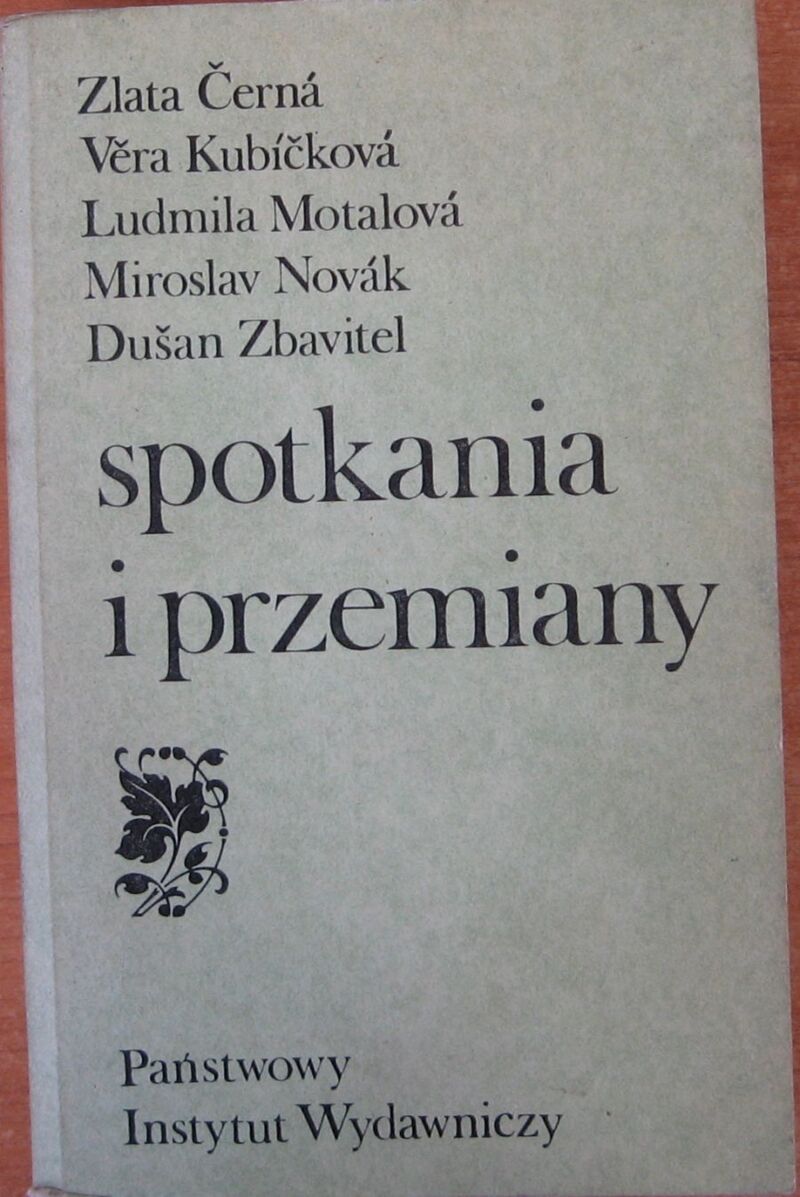 Zlata Černá
Věra Kubíčková
Ludmila Motalová
Miroslav Novák
Dušan Zbavitel
spotkania
i przemiany
Państwowy
Instytut Wydawniczy